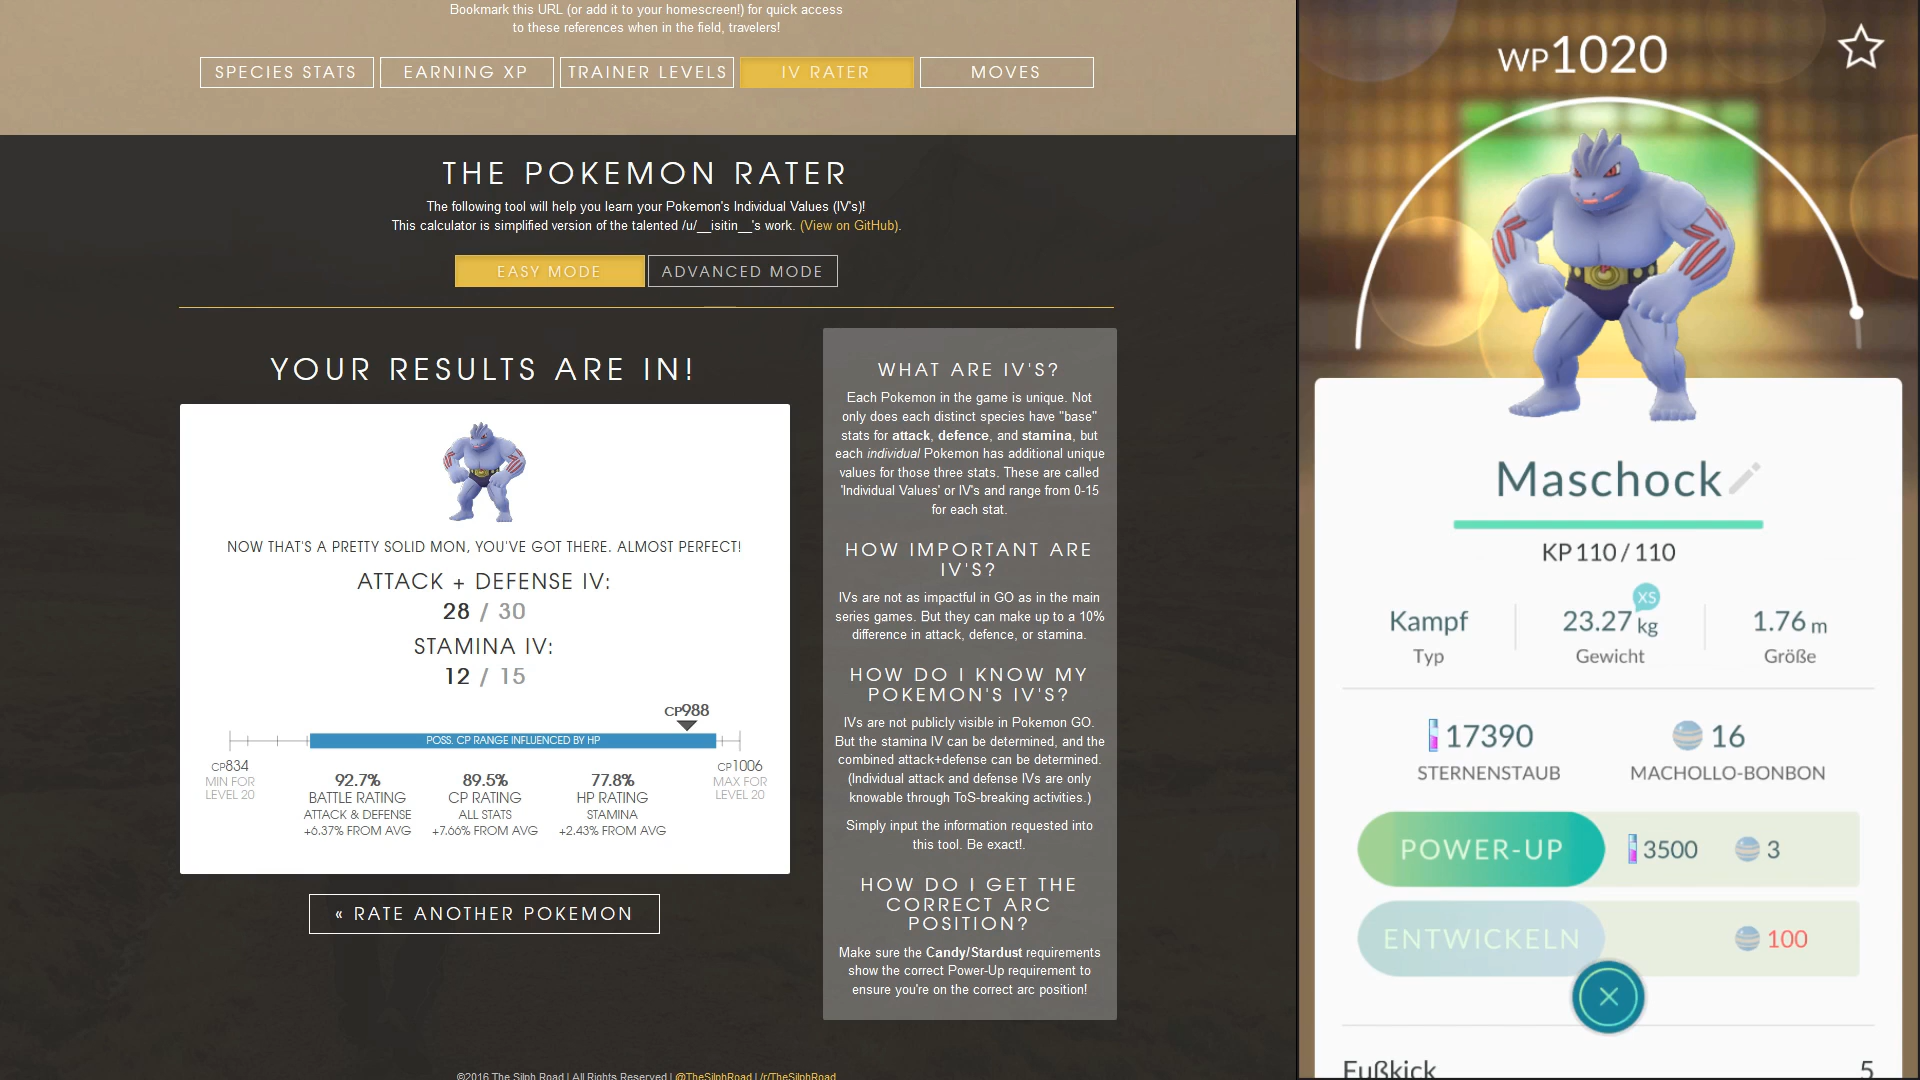 Bookmark this URL (or add it to your homescreen!) for quick access
to these references when in the field, travelers!
SPECIES STATS
EARNING XP
TRAINER LEVELS
IV RATER
MOVES
THE POKEMON RATER
The following tool will help you learn your Pokemon's Individual Values (IV's)!
This calculator is simplified version of the talented /u/__isitin__'s work. (View on GitHub).
EASY MODE
ADVANCED MODE
YOUR RESULTS ARE IN!
NOW THAT'S A PRETTY SOLID MON, YOU'VE GOT THERE. ALMOST PERFECT!
ATTACK + DEFENSE IV:
28 / 30
STAMINA IV:
12 / 15
CP988
POSS. CP RANGE INFLUENCED BY HP
CP834
MIN FOR
LEVEL 20
CP1006
MAX FOR
LEVEL 20
92.7%
BATTLE RATING
ATTACK & DEFENSE
+6.37% FROM AVG
89.5%
CP RATING
ALL STATS
+7.66% FROM AVG
77.8%
HP RATING
STAMINA
+2.43% FROM AVG
« RATE ANOTHER POKEMON
WHAT ARE IV'S?
Each Pokemon in the game is unique. Not
only does each distinct species have "base"
stats for attack, defence, and stamina, but
each individual Pokemon has additional unique
values for those three stats. These are called
'Individual Values' or IV's and range from 0-15
for each stat.
HOW IMPORTANT ARE
IV'S?
IVs are not as impactful in GO as in the main
series games. But they can make up to a 10%
difference in attack, defence, or stamina.
HOW DO I KNOW MY
POKEMON'S IV'S?
IVs are not publicly visible in Pokemon GO.
But the stamina IV can be determined, and the
combined attack+defense can be determined.
(Individual attack and defense IVs are only
knowable through ToS-breaking activities.)
Simply input the information requested into
this tool. Be exact!.
HOW DO I GET THE
CORRECT ARC
POSITION?
Make sure the Candy/Stardust requirements
show the correct Power-Up requirement to
ensure you're on the correct arc position!
©2016 The Silph Road | All Rights Reserved | @TheSilphRoad | /r/TheSilphRoad
WP1020
Maschock
KP 110 / 110
Kampf
Typ
XS
23.27 kg
Gewicht
1.76 m
Größe
17390
STERNENSTAUB
16
MACHOLLO-BONBON
POWER-UP
3500
3
ENTWICKELN
100
Fußkick
5